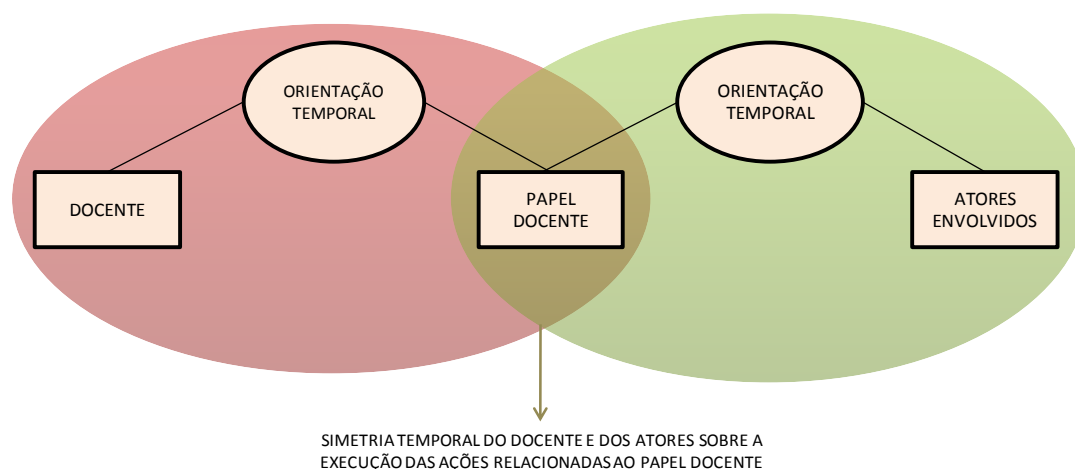 ORIENTAÇÃO
TEMPORAL
ORIENTAÇÃO
TEMPORAL
DOCENTE
PAPEL
DOCENTE
ATORES
ENVOLVIDOS
SIMETRIA TEMPORAL DO DOCENTE E DOS ATORES SOBRE A
EXECUÇÃO DAS AÇÕES RELACIONADAS AO PAPEL DOCENTE